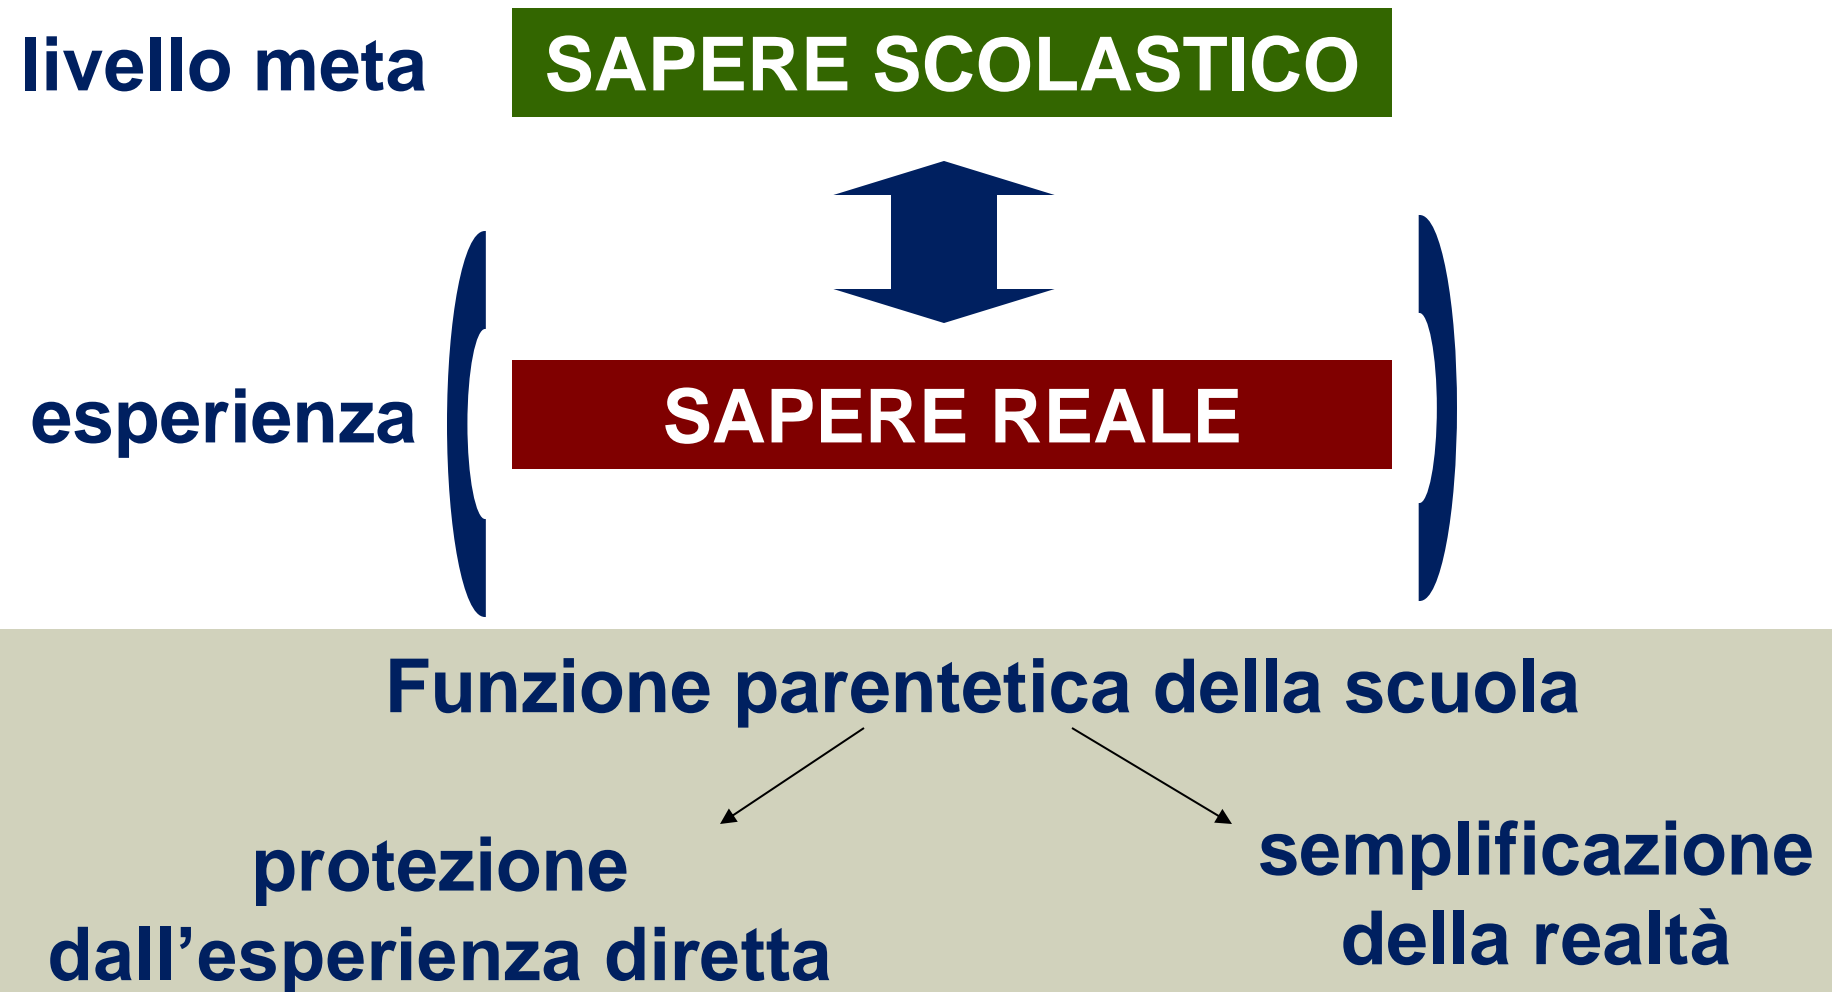 livello meta
SAPERE SCOLASTICO
esperienza
SAPERE REALE
Funzione parentetica della scuola
protezione
dall’esperienza diretta
semplificazione
della realtà